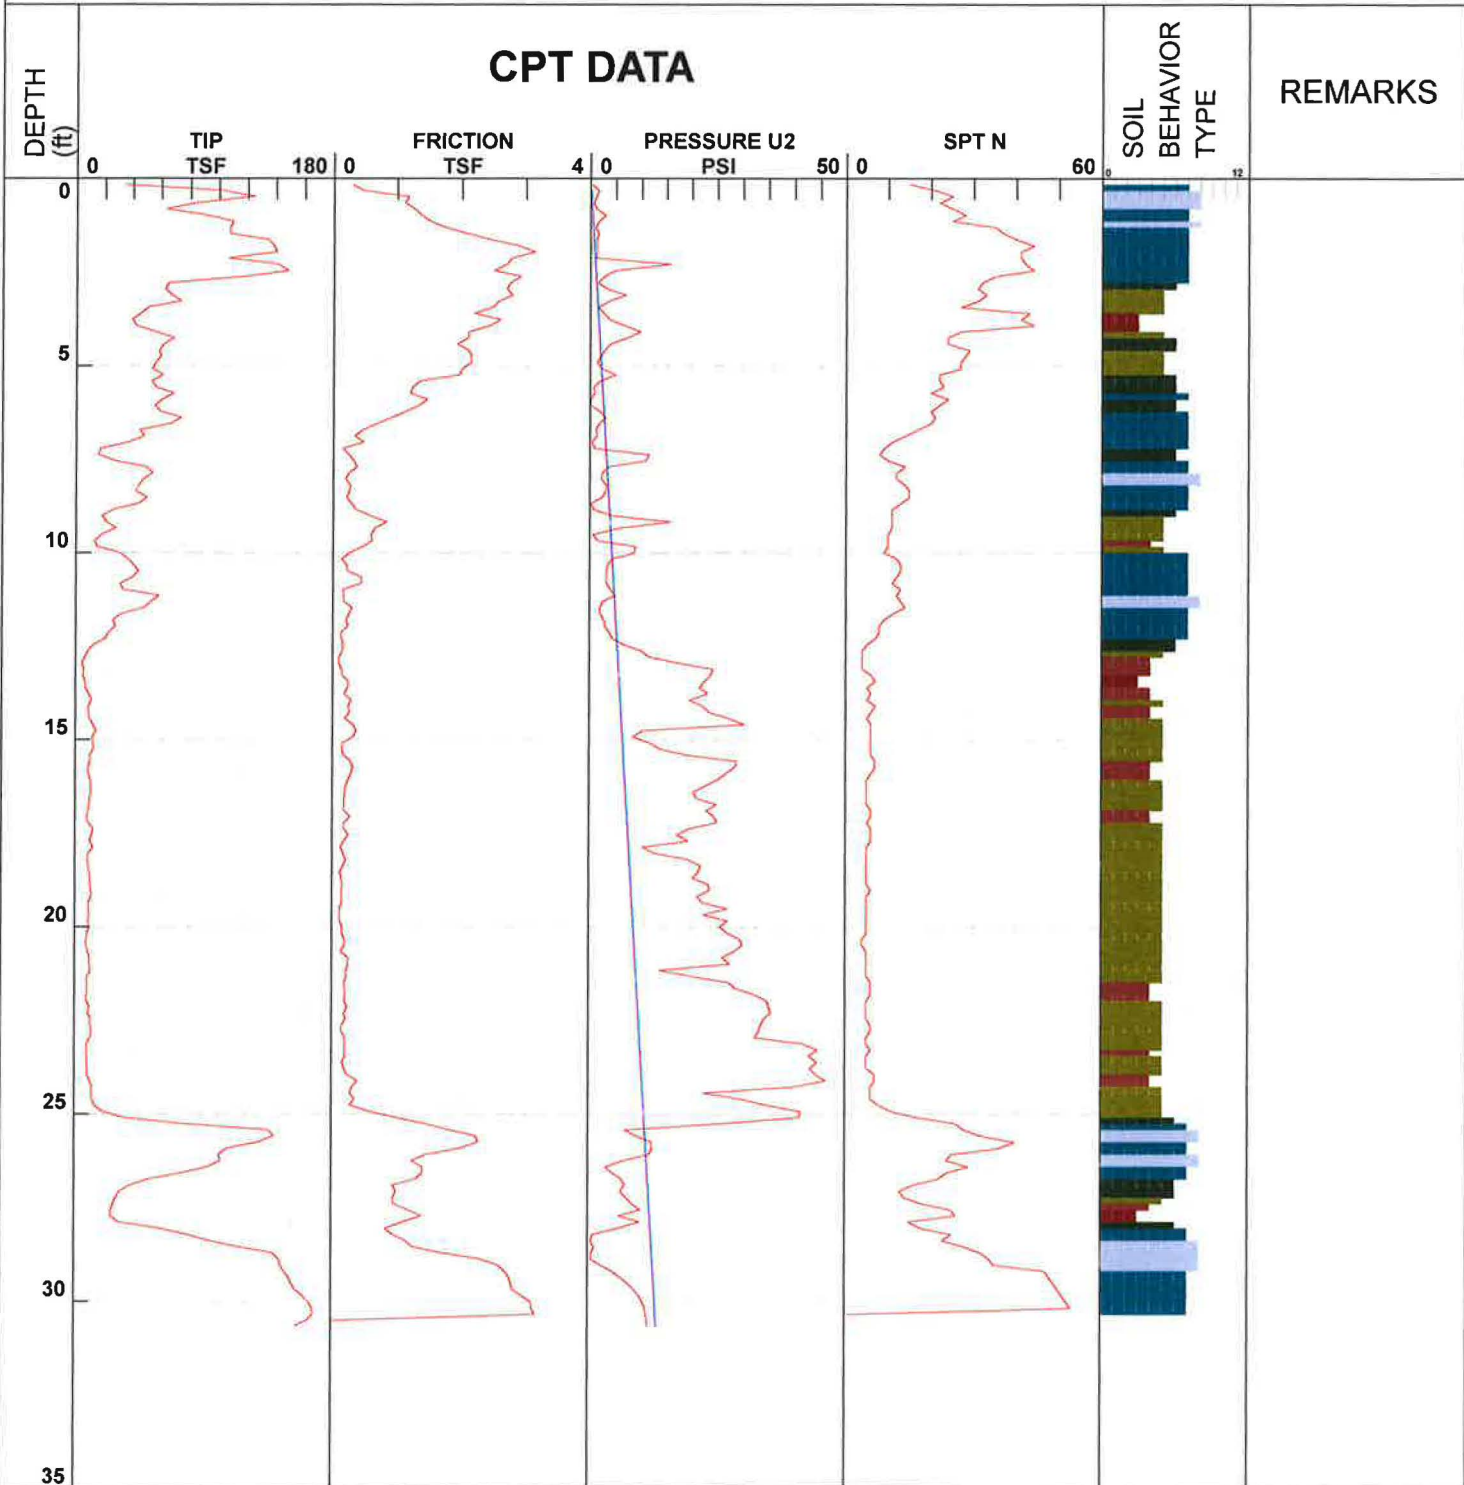 CPT DATA
DEPTH
(ft)
TIP
TSF
0
180
FRICTION
TSF
0
4
PRESSURE U2
PSI
0
50
SPT N
0
60
SOIL
BEHAVIOR
TYPE
0
12
REMARKS
0
5
10
15
20
25
30
35